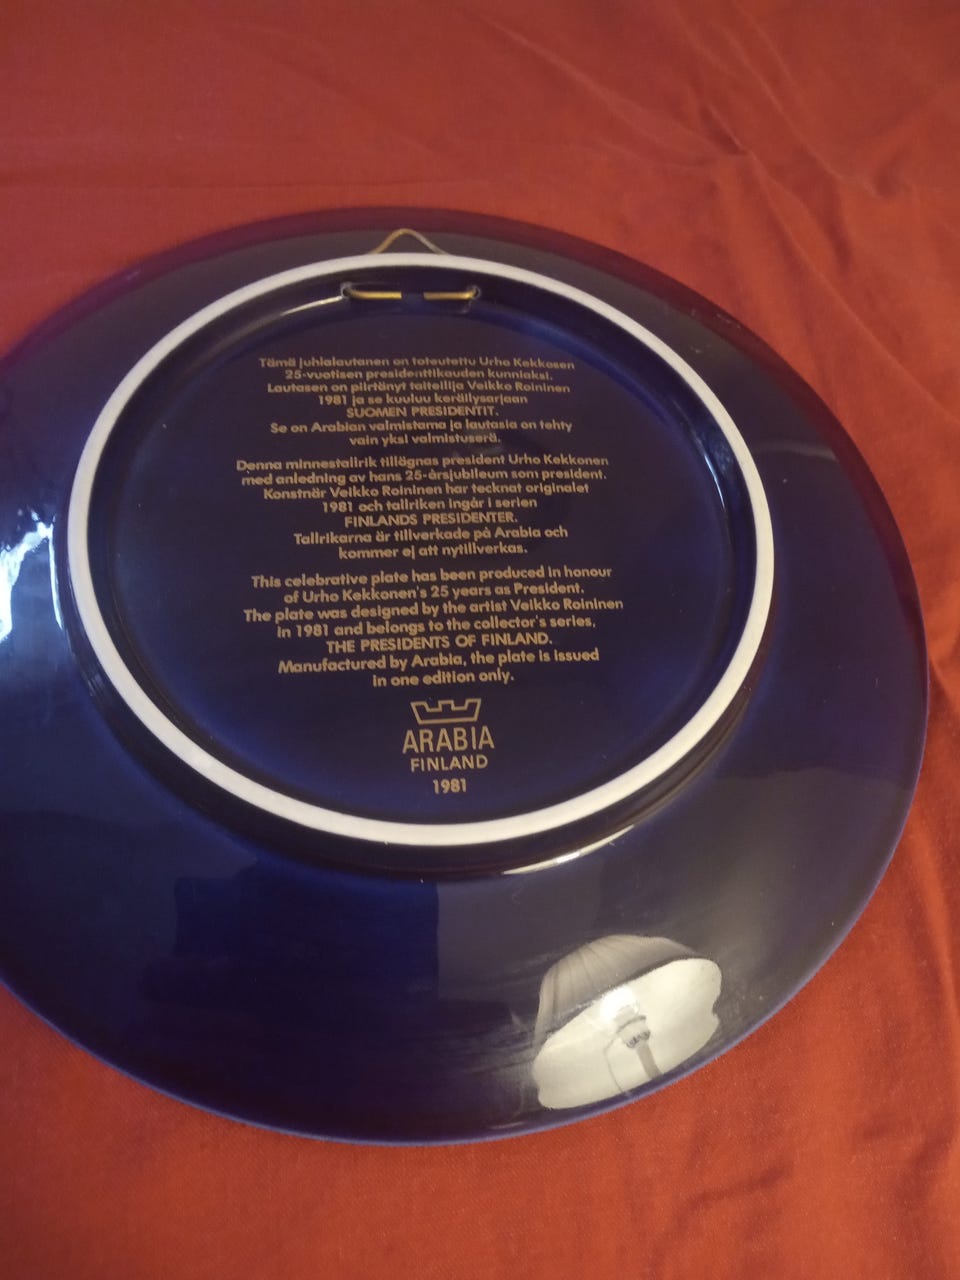 Tämä juhlalautanen on toteutettu Urho Kekkosen
25-vuotisen presidenttikauden kunniaksi.
Lautasen on piirtänyt taiteilija Veikko Roininen
1981 ja se kuuluu keräilysarjaan
SUOMEN PRESIDENTIT.
Se on Arabian valmistama ja lautasia on tehty
vain yksi valmistuserä.
Denna minnestallrik tillägnas president Urho Kekkonen
med anledning av hans 25-årsjubileum som president.
Konstnär Veikko Roininen har tecknat originalet
1981 och tallriken ingår i serien
FINLANDS PRESIDENTER.
Tallrikarna är tillverkade på Arabia och
kommer ej att nytillverkas.
This celebrative plate has been produced in honour
of Urho Kekkonen's 25 years as President.
The plate was designed by the artist Veikko Roininen
in 1981 and belongs to the collector's series,
THE PRESIDENTS OF FINLAND.
Manufactured by Arabia, the plate is issued
in one edition only.
ARABIA
FINLAND
1981